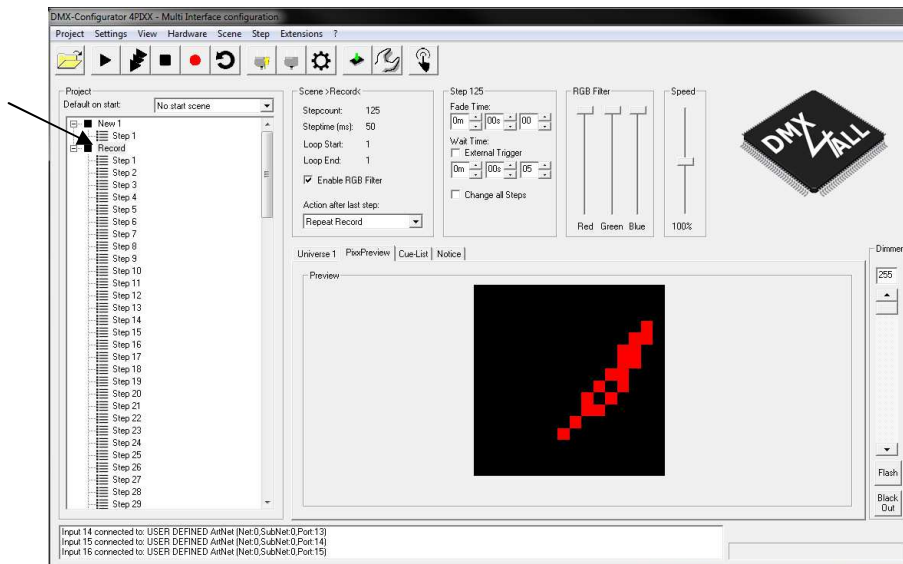 DMX-Configurator 4PIXX - Multi Interface configuration
Project Settings View Hardware Scene Step Extensions ?
Project
Default on start: No start scene
New 1
Step 1
Record
Step 1
Step 2
Step 3
Step 4
Step 5
Step 6
Step 7
Step 8
Step 9
Step 10
Step 11
Step 12
Step 13
Step 14
Step 15
Step 16
Step 17
Step 18
Step 19
Step 20
Step 21
Step 22
Step 23
Step 24
Step 25
Step 26
Step 27
Step 28
Step 29
Scene >Record<
Stepcount: 125
Steptime (ms): 50
Loop Start: 1
Loop End: 1
Enable RGB Filter
Action after last step:
Repeat Record
Step 125
Fade Time:
0m 00s 00
Wait Time:
External Trigger
0m 00s 05
Change all Steps
RGB Filter
Red Green Blue
Speed
100%
DMX
4ALL
Universe 1 PixxPreview Cue-List Notice
Preview
Dimmer
255
Flash
Black
Out
Input 14 connected to: USER DEFINED ArtNet (Net:0,SubNet:0,Port:13)
Input 15 connected to: USER DEFINED ArtNet (Net:0,SubNet:0,Port:14)
Input 16 connected to: USER DEFINED ArtNet (Net:0,SubNet:0,Port:15)